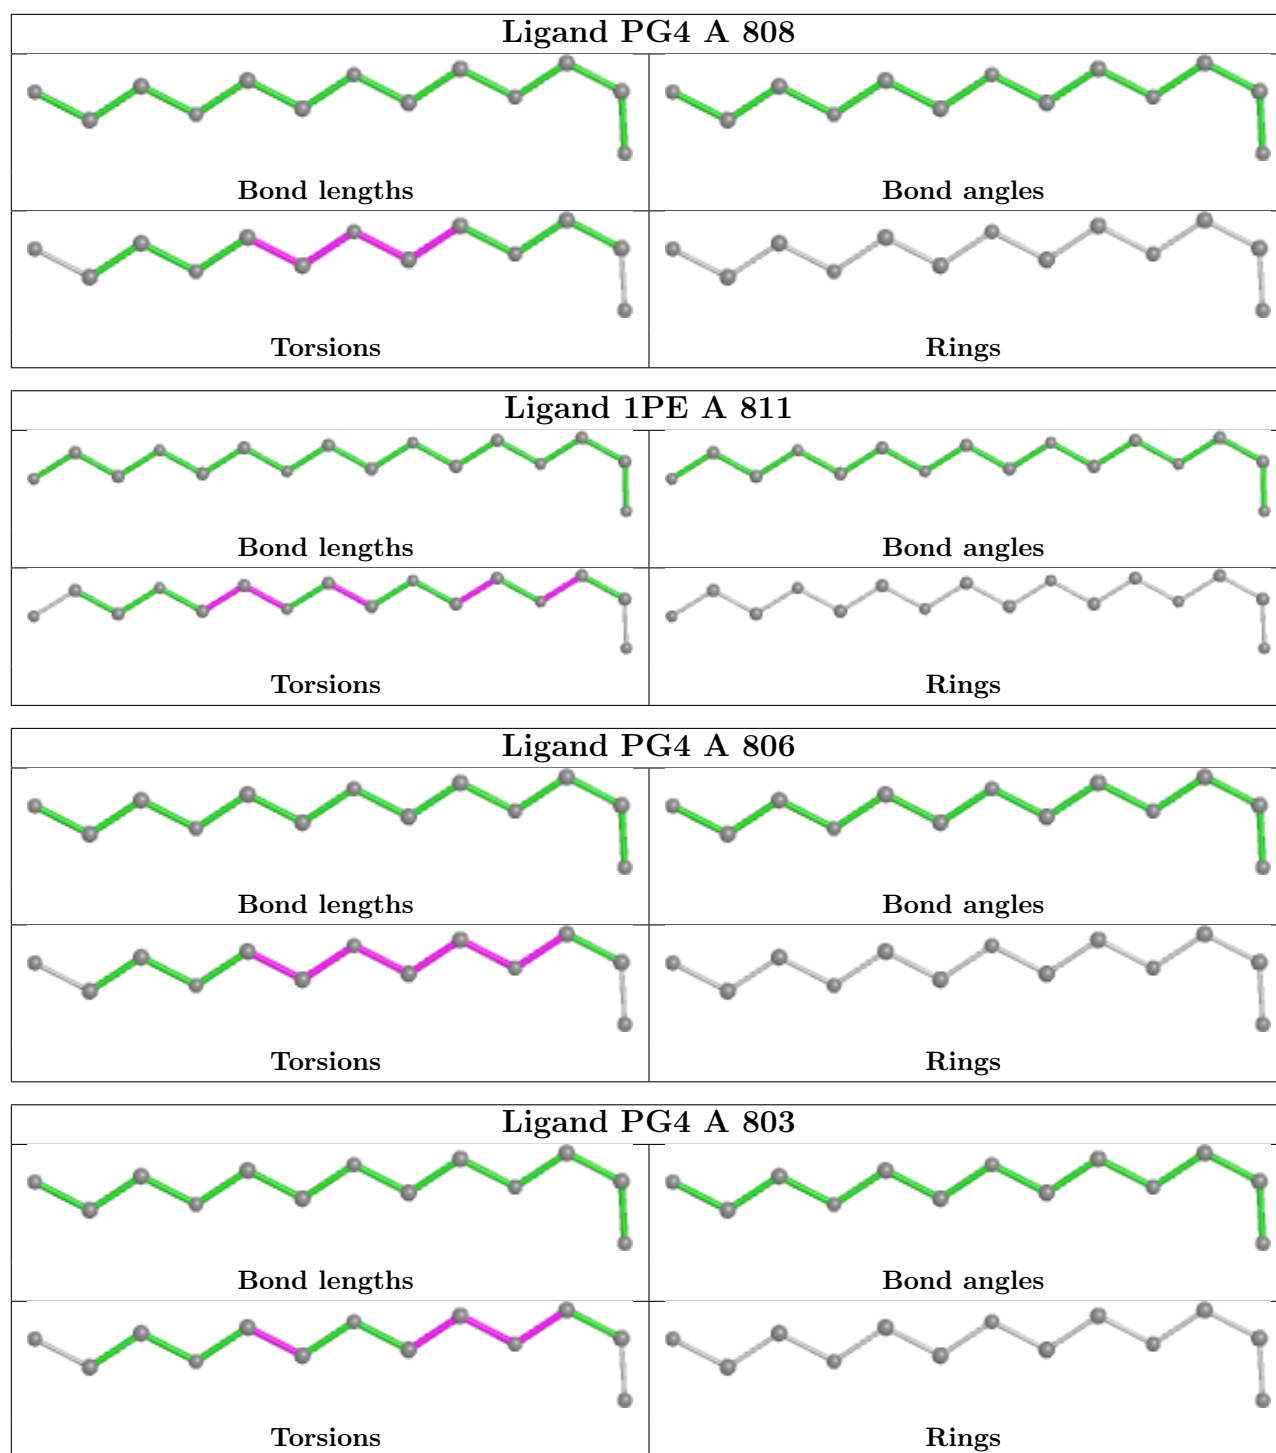 Ligand PG4 A 808
Bond lengths
Bond angles
Torsions
Rings
Ligand 1PE A 811
Bond lengths
Bond angles
Torsions
Rings
Ligand PG4 A 806
Bond lengths
Bond angles
Torsions
Rings
Ligand PG4 A 803
Bond lengths
Bond angles
Torsions
Rings